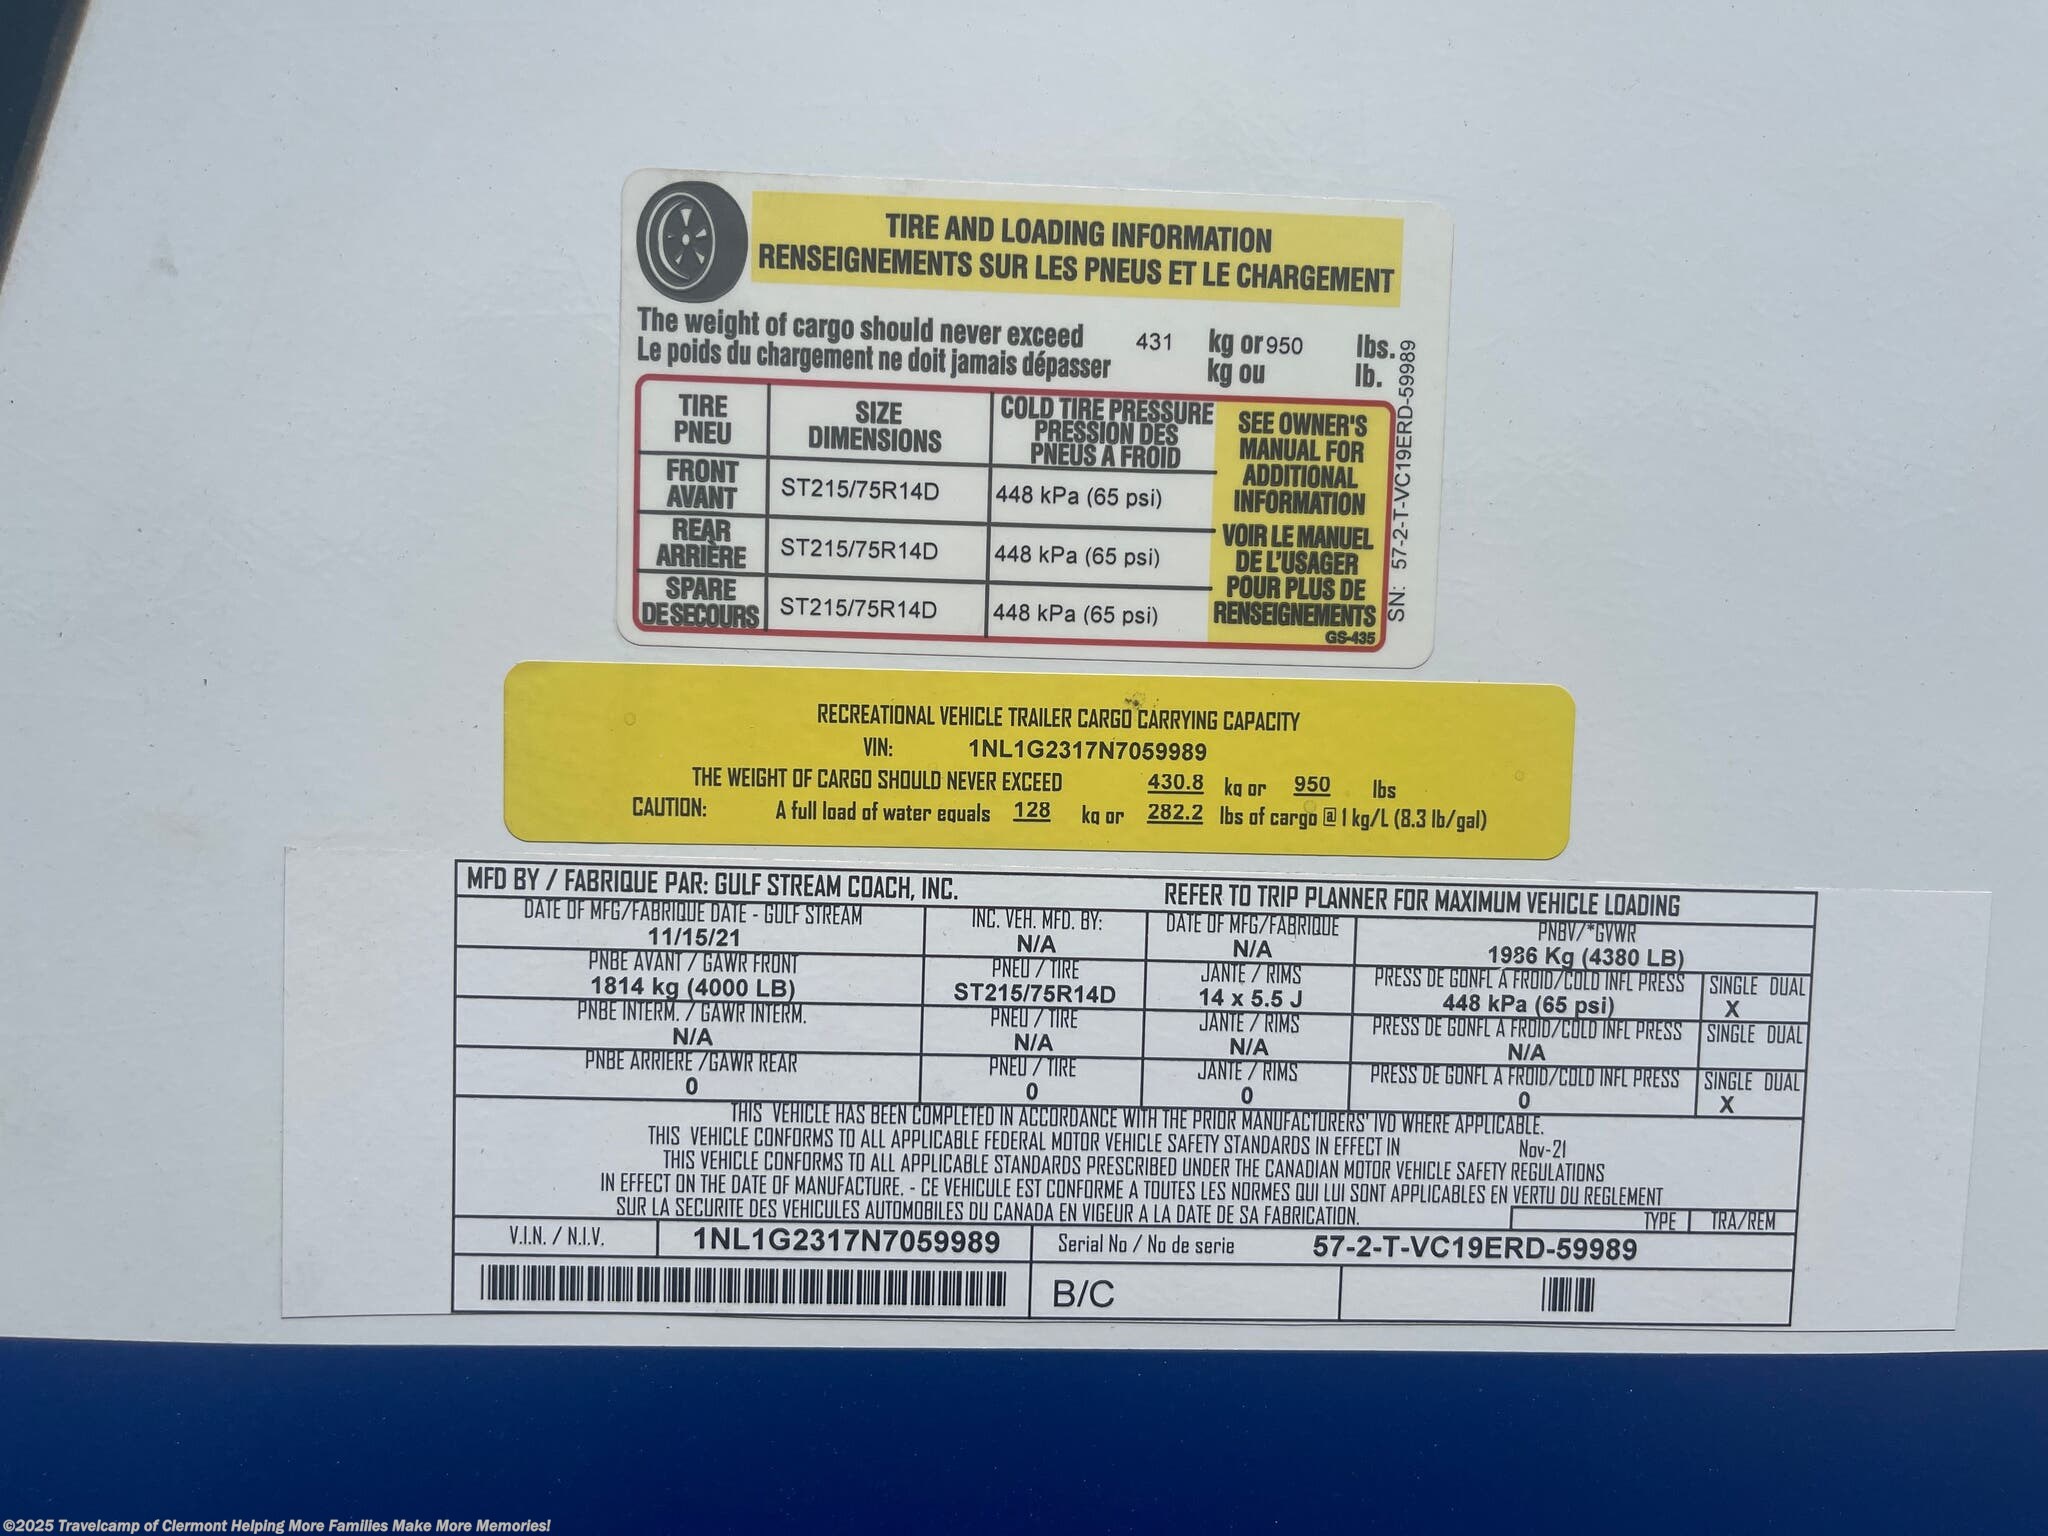 TIRE AND LOADING INFORMATION
RENSEIGNEMENTS SUR LES PNEUS ET LE CHARGEMENT
The weight of cargo should never exceed 431 kg or 950 lbs.
Le poids du chargement ne doit jamais dépasser kg ou lb.
TIRE PNEU SIZE DIMENSIONS COLD TIRE PRESSURE PRESSION DES PNEUS A FROID
FRONT AVANT ST215/75R14D 448 kPa (65 psi)
REAR ARRIÈRE ST215/75R14D 448 kPa (65 psi)
SPARE DE SECOURS ST215/75R14D 448 kPa (65 psi)
SEE OWNER'S
MANUAL FOR
ADDITIONAL
INFORMATION
VOIR LE MANUEL
DE L'USAGER
POUR PLUS DE
RENSEIGNEMENTS
GS-435
SN: 57-2-T-VC19ERD-59989
RECREATIONAL VEHICLE TRAILER CARGO CARRYING CAPACITY
VIN: 1NL1G2317N7059989
THE WEIGHT OF CARGO SHOULD NEVER EXCEED 430.8 kg or 950 lbs
CAUTION: A full load of water equals 128 kg or 282.2 lbs of cargo @ 1 kg/L (8.3 lb/gal)
MFD BY / FABRIQUE PAR: GULF STREAM COACH, INC. REFER TO TRIP PLANNER FOR MAXIMUM VEHICLE LOADING
DATE OF MFG/FABRIQUE DATE - GULF STREAM INC. VEH. MFD. BY: DATE OF MFG/FABRIQUE PNBV/*GVWR
11/15/21 N/A N/A 1986 Kg (4380 LB)
PNBE AVANT / GAWR FRONT PNEU / TIRE JANTE / RIMS PRESS DE GONFL A FROID/COLD INFL PRESS SINGLE DUAL
1814 kg (4000 LB) ST215/75R14D 14 x 5.5 J 448 kPa (65 psi) X
PNBE INTERM. / GAWR INTERM. PNEU / TIRE JANTE / RIMS PRESS DE GONFL A FROID/COLD INFL PRESS SINGLE DUAL
N/A N/A N/A N/A
PNBE ARRIERE /GAWR REAR PNEU / TIRE JANTE / RIMS PRESS DE GONFL A FROID/COLD INFL PRESS SINGLE DUAL
0 0 0 0 X
THIS VEHICLE HAS BEEN COMPLETED IN ACCORDANCE WITH THE PRIOR MANUFACTURERS' IVD WHERE APPLICABLE.
THIS VEHICLE CONFORMS TO ALL APPLICABLE FEDERAL MOTOR VEHICLE SAFETY STANDARDS IN EFFECT IN Nov-21
THIS VEHICLE CONFORMS TO ALL APPLICABLE STANDARDS PRESCRIBED UNDER THE CANADIAN MOTOR VEHICLE SAFETY REGULATIONS
IN EFFECT ON THE DATE OF MANUFACTURE. - CE VEHICULE EST CONFORME A TOUTES LES NORMES QUI LUI SONT APPLICABLES EN VERTU DU REGLEMENT
SUR LA SECURITE DES VEHICULES AUTOMOBILES DU CANADA EN VIGEUR A LA DATE DE SA FABRICATION.
TYPE TRA/REM
V.I.N. / N.I.V. 1NL1G2317N7059989 Serial No / No de serie 57-2-T-VC19ERD-59989
B/C
©2025 Travelcamp of Clermont Helping More Families Make More Memories!